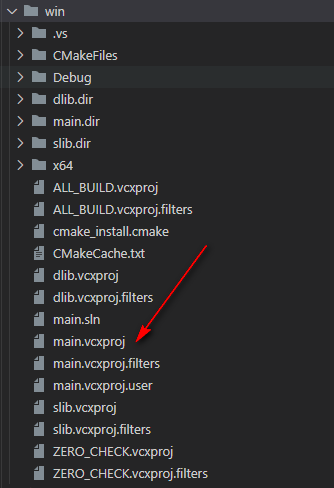 win
.vs
CMakeFiles
Debug
dlib.dir
main.dir
slib.dir
x64
ALL_BUILD.vcxproj
ALL_BUILD.vcxproj.filters
cmake_install.cmake
CMakeCache.txt
dlib.vcxproj
dlib.vcxproj.filters
main.sln
main.vcxproj
main.vcxproj.filters
main.vcxproj.user
slib.vcxproj
slib.vcxproj.filters
ZERO_CHECK.vcxproj
ZERO_CHECK.vcxproj.filters